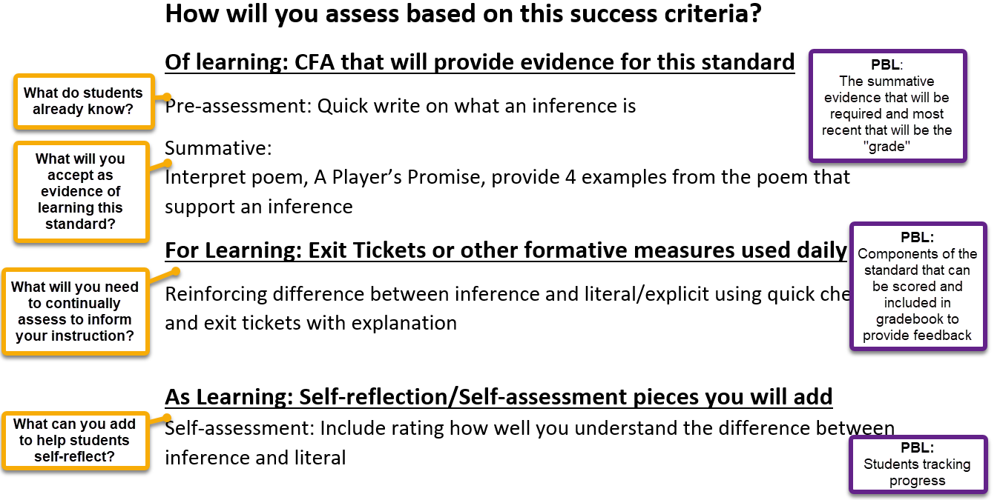 How will you assess based on this success criteria?
Of learning: CFA that will provide evidence for this standard
What do students
already know?
Pre-assessment: Quick write on what an inference is
PBL:
The summative
evidence that will be
required and most
recent that will be the
"grade"
What will you
accept as
evidence of
learning this
standard?
Summative:
Interpret poem, A Player’s Promise, provide 4 examples from the poem that
support an inference
For Learning: Exit Tickets or other formative measures used daily
What will you need
to continually
assess to inform
your instruction?
Reinforcing difference between inference and literal/explicit using quick
and exit tickets with explanation
PBL:
Components of the
standard that can
be scored and
included in
gradebook to
provide feedback
As Learning: Self-reflection/Self-assessment pieces you will add
What can you add
to help students
self-reflect?
Self-assessment: Include rating how well you understand the difference between
inference and literal
PBL:
Students tracking
progress